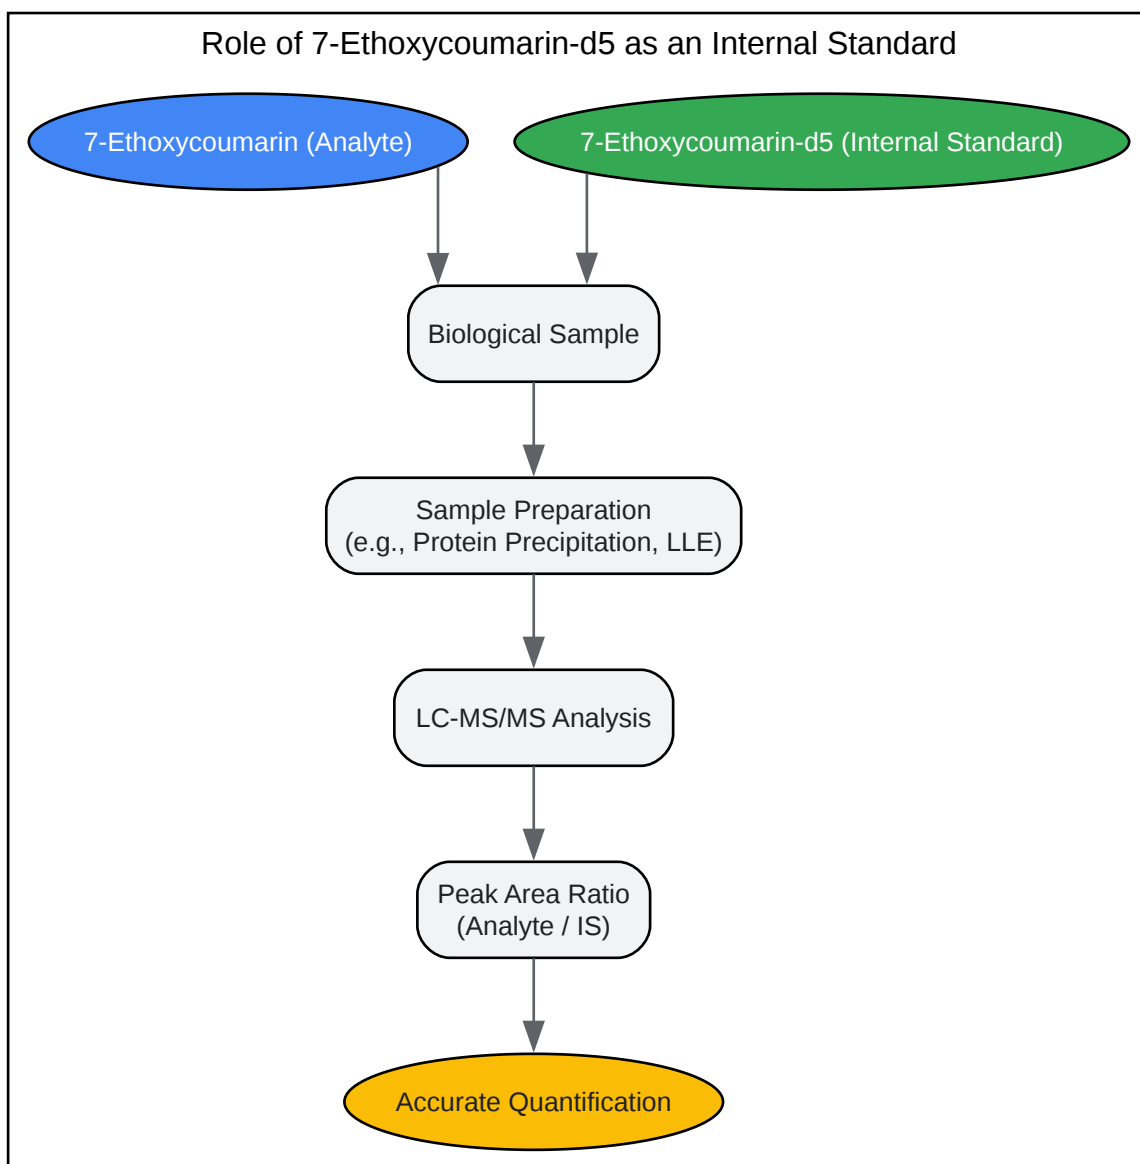 Role of 7-Ethoxycoumarin-d5 as an Internal Standard
7-Ethoxycoumarin (Analyte)
7-Ethoxycoumarin-d5 (Internal Standard)
Biological Sample
Sample Preparation
(e.g., Protein Precipitation, LLE)
LC-MS/MS Analysis
Peak Area Ratio
(Analyte / IS)
Accurate Quantification